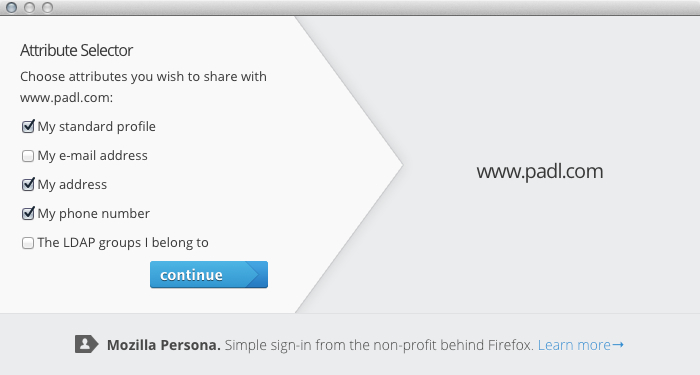 Attribute Selector
Choose attributes you wish to share with
www.padl.com:
My standard profile
My e-mail address
My address
My phone number
The LDAP groups I belong to
continue
www.padl.com
Mozilla Persona. Simple sign-in from the non-profit behind Firefox. Learn more→